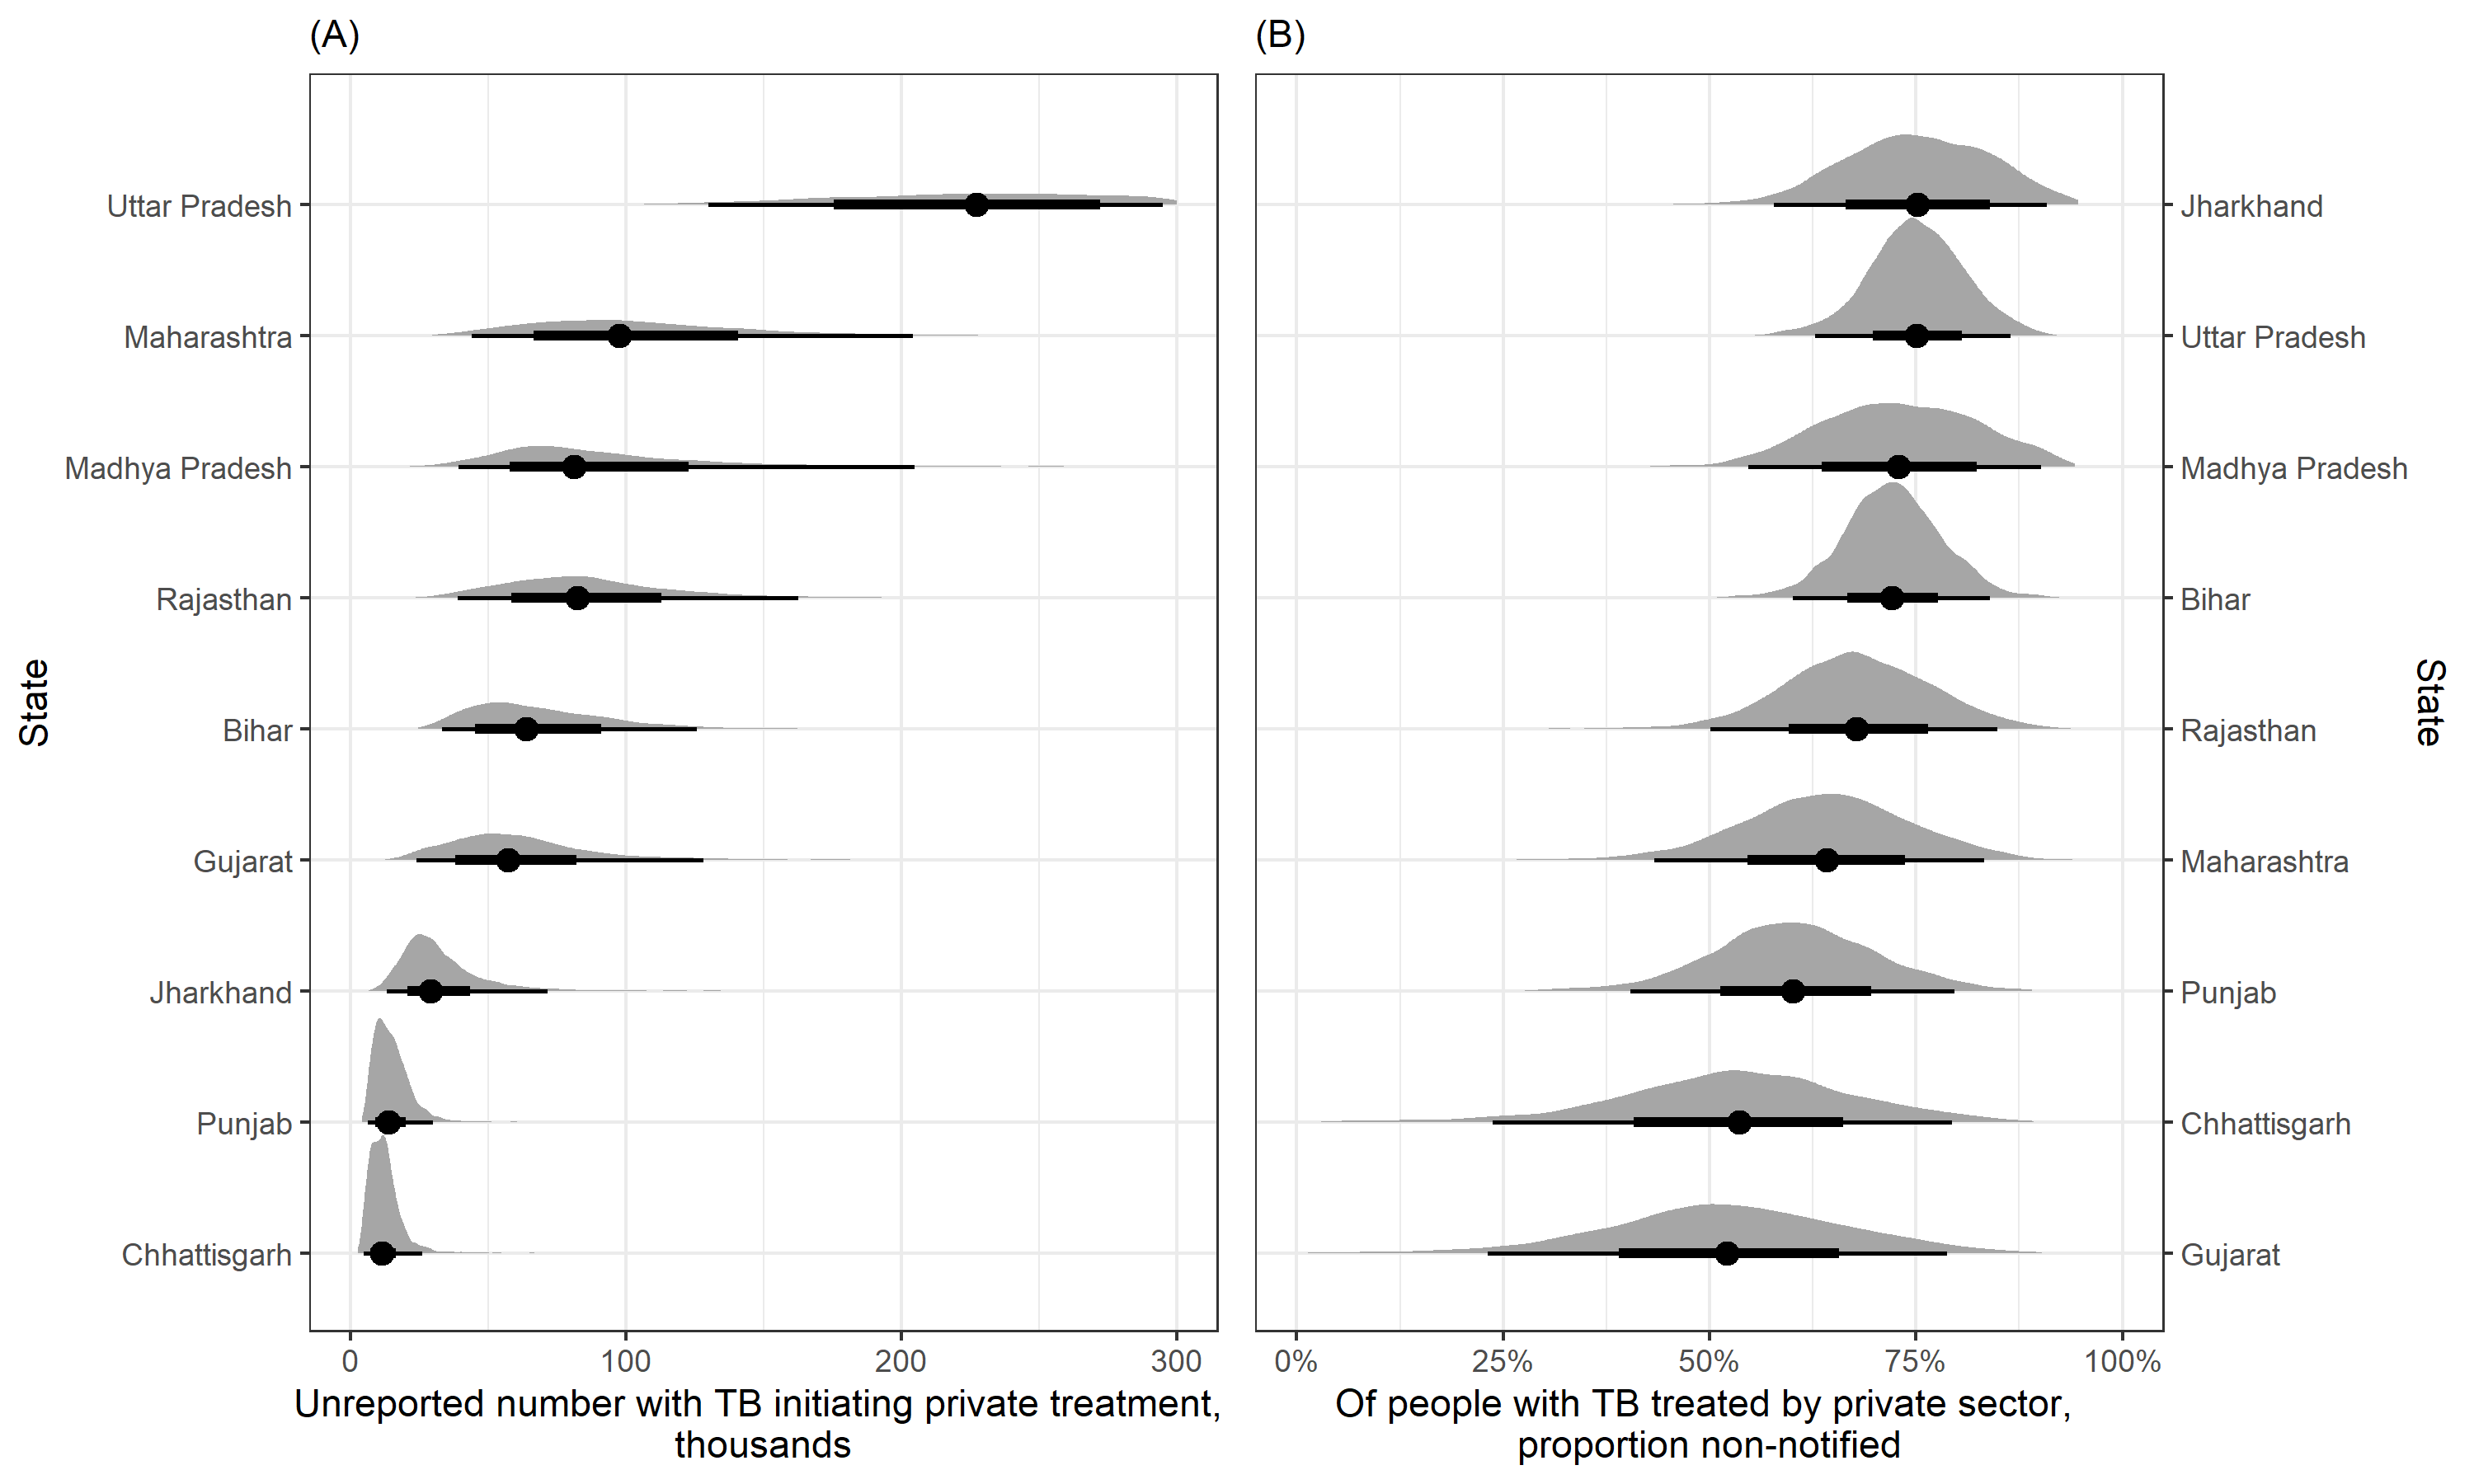 (A)
Uttar Pradesh
Maharashtra
Madhya Pradesh
Rajasthan
Bihar
Gujarat
Jharkhand
Punjab
Chhattisgarh
State
0 100 200 300
Unreported number with TB initiating private treatment,
thousands
(B)
Jharkhand
Uttar Pradesh
Madhya Pradesh
Bihar
Rajasthan
Maharashtra
Punjab
Chhattisgarh
Gujarat
State
0% 25% 50% 75% 100%
Of people with TB treated by private sector,
proportion non-notified